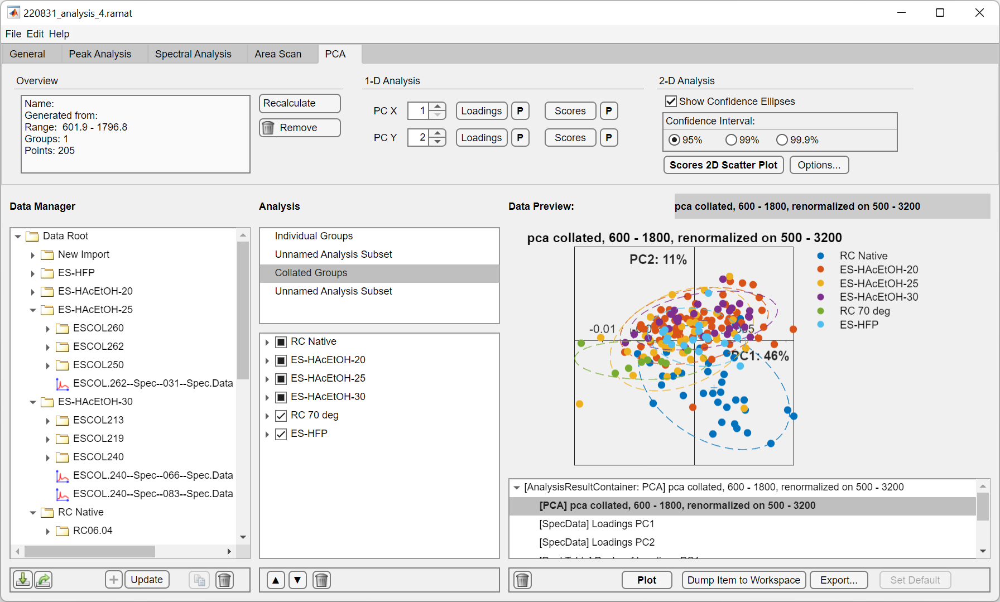 220831_analysis_4.ramat
File Edit Help
General Peak Analysis Spectral Analysis Area Scan PCA
Overview
Name:
Generated from:
Range: 601.9 - 1796.8
Groups: 1
Points: 205
Recalculate
Remove
1-D Analysis
PC X 1 Loadings P Scores P
PC Y 2 Loadings P Scores P
2-D Analysis
Show Confidence Ellipses
Confidence Interval:
95% 99% 99.9%
Scores 2D Scatter Plot Options...
Data Manager
Data Root
New Import
ES-HFP
ES-HAcEtOH-20
ES-HAcEtOH-25
ESCOL260
ESCOL262
ESCOL250
ESCOL.262--Spec--031--Spec.Data
ES-HAcEtOH-30
ESCOL213
ESCOL219
ESCOL240
ESCOL.240--Spec--066--Spec.Data
ESCOL.240--Spec--083--Spec.Data
RC Native
RC06.04
Update
Analysis
Individual Groups
Unnamed Analysis Subset
Collated Groups
Unnamed Analysis Subset
RC Native
ES-HAcEtOH-20
ES-HAcEtOH-25
ES-HAcEtOH-30
RC 70 deg
ES-HFP
Data Preview: pca collated, 600 - 1800, renormalized on 500 - 3200
pca collated, 600 - 1800, renormalized on 500 - 3200
PC2: 11%
-0.01
PC1: 46%
RC Native
ES-HAcEtOH-20
ES-HAcEtOH-25
ES-HAcEtOH-30
RC 70 deg
ES-HFP
[AnalysisResultContainer: PCA] pca collated, 600 - 1800, renormalized on 500 - 3200
[PCA] pca collated, 600 - 1800, renormalized on 500 - 3200
[SpecData] Loadings PC1
[SpecData] Loadings PC2
Plot Dump Item to Workspace Export... Set Default